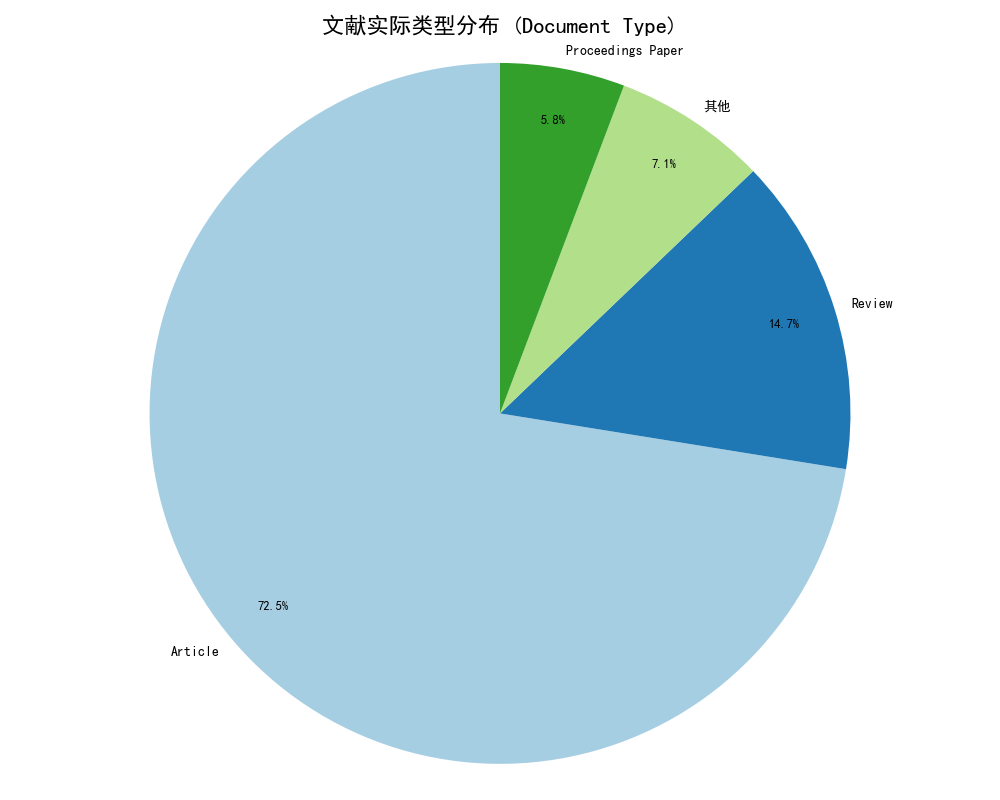 文献实际类型分布 (Document Type)
Proceedings Paper
5.8%
其他
7.1%
Review
14.7%
72.5%
Article